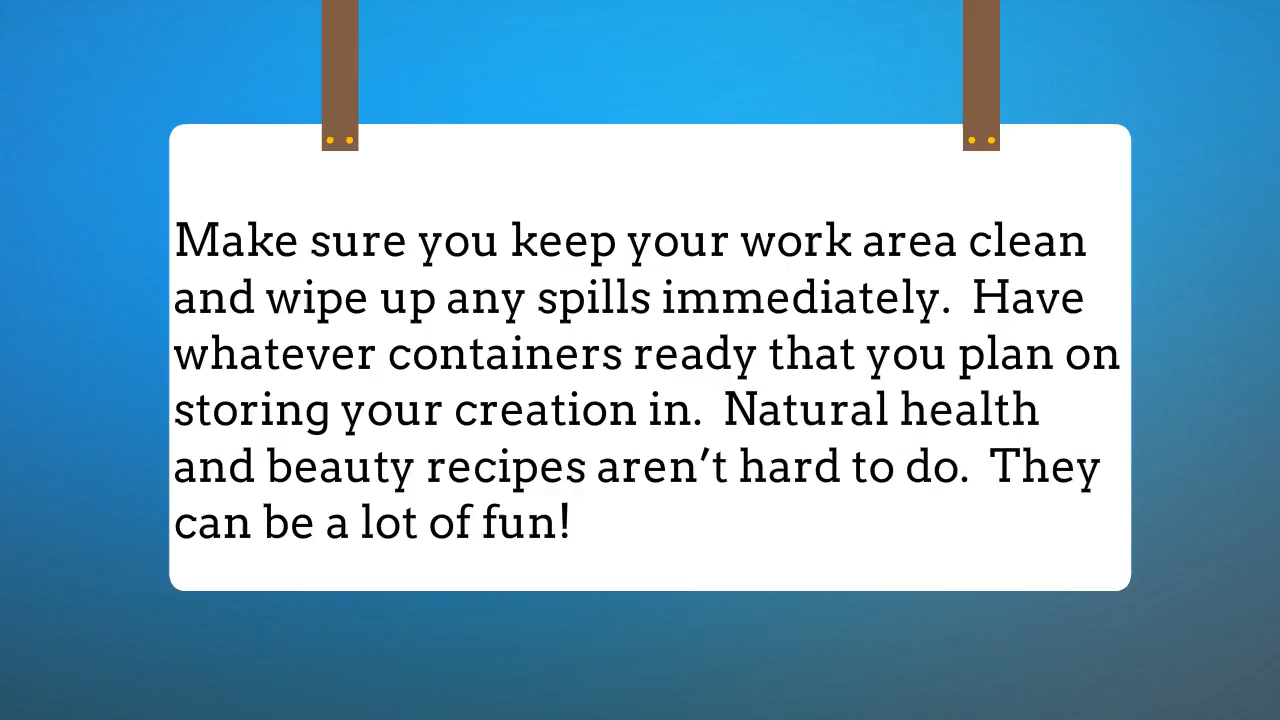 Make sure you keep your work area clean
and wipe up any spills immediately.  Have
whatever containers ready that you plan on
storing your creation in.  Natural health
and beauty recipes aren’t hard to do.  They
can be a lot of fun!